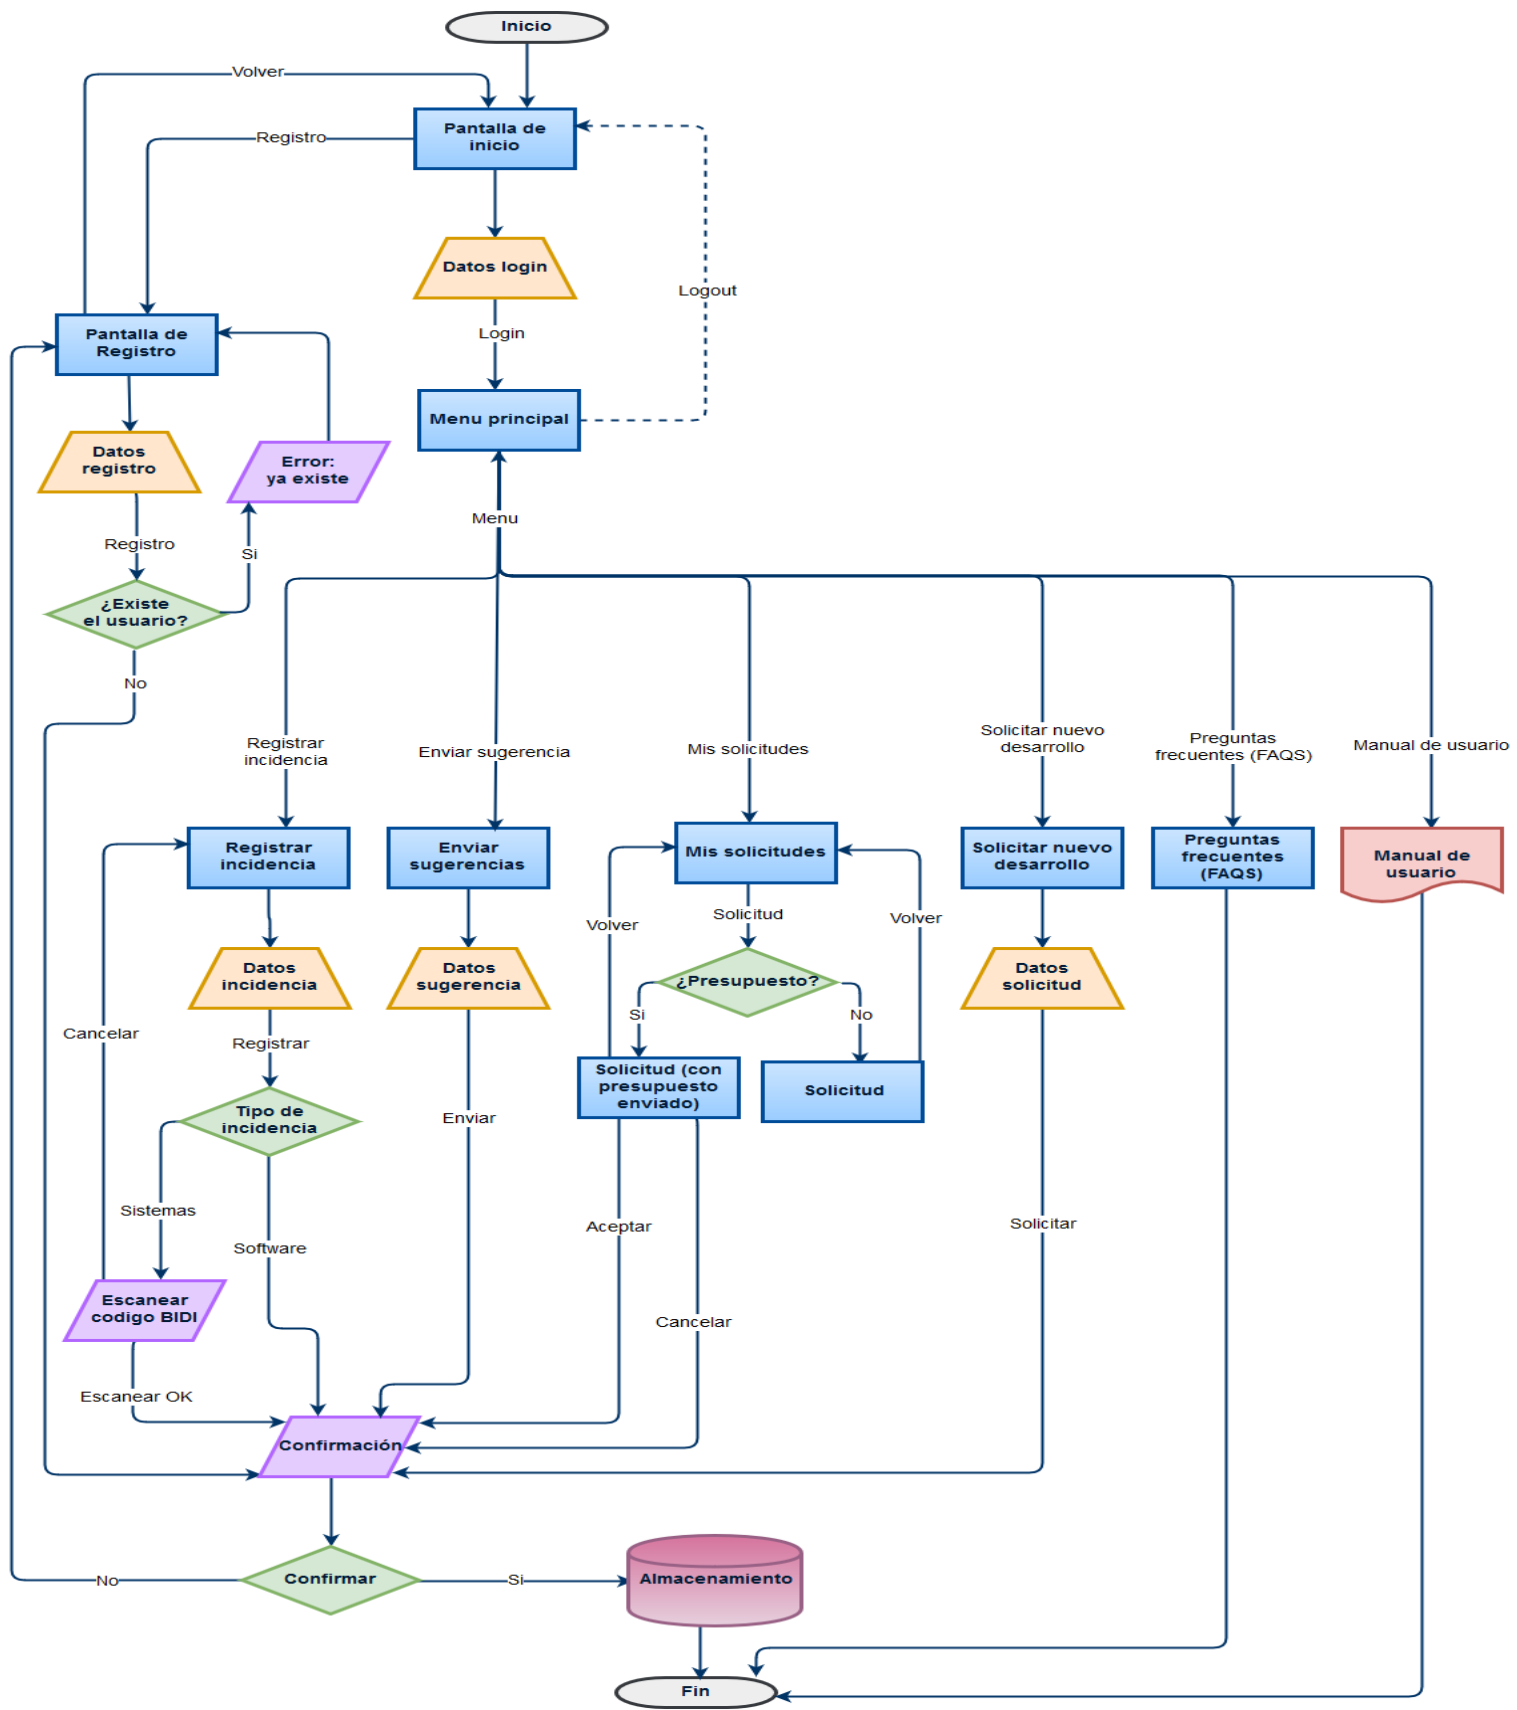 Inicio
Volver
Registro
Pantalla de
inicio
Datos login
Logout
Login
Pantalla de
Registro
Menu principal
Datos
registro
Error:
ya existe
Menu
Registro
Si
¿Existe
el usuario?
No
Registrar
incidencia
Enviar sugerencia
Mis solicitudes
Solicitar nuevo
desarrollo
Preguntas
frecuentes (FAQS)
Manual de usuario
Registrar
incidencia
Enviar
sugerencias
Mis solicitudes
Solicitar nuevo
desarrollo
Preguntas
frecuentes
(FAQS)
Manual de
usuario
Volver
Solicitud
Volver
Datos
incidencia
Datos
sugerencia
¿Presupuesto?
Datos
solicitud
Cancelar
Registrar
Si
No
Solicitud (con
presupuesto
enviado)
Solicitud
Tipo de
incidencia
Enviar
Sistemas
Software
Aceptar
Solicitar
Escanear
codigo BIDI
Cancelar
Escanear OK
Confirmación
Confirmar
No
Si
Almacenamiento
Fin